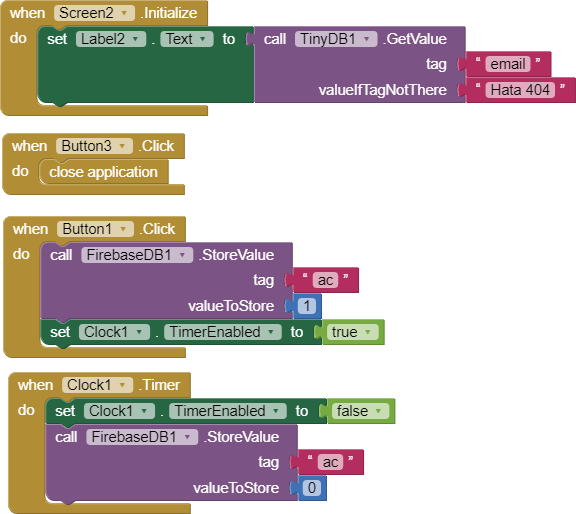 when Screen2 .Initialize
do set Label2 . Text to call TinyDB1 .GetValue
tag " email "
valueIfTagNotThere " Hata 404 "
when Button3 .Click
do close application
when Button1 .Click
do call FirebaseDB1 .StoreValue
tag " ac "
valueToStore 1
set Clock1 . TimerEnabled to true
when Clock1 .Timer
do set Clock1 . TimerEnabled to false
call FirebaseDB1 .StoreValue
tag " ac "
valueToStore 0